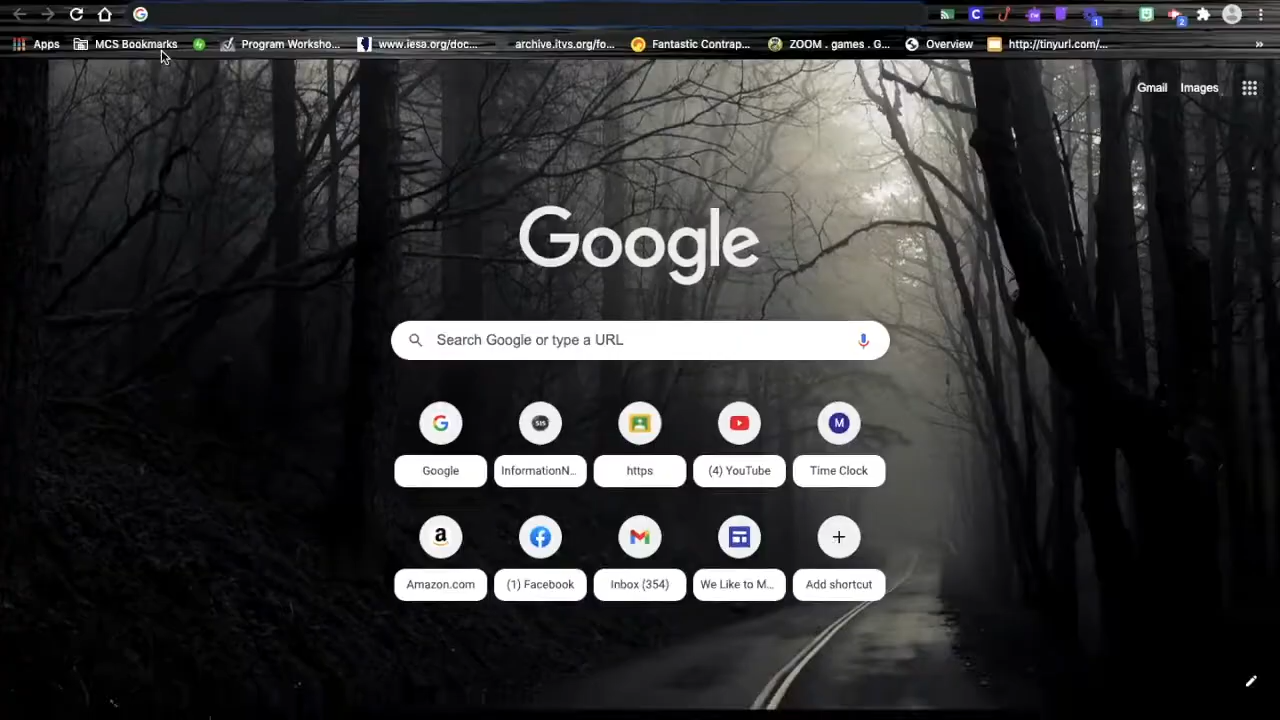 Apps MCS Bookmarks Program Worksho... www.iesa.org/doc... archive.itvs.org/fo... Fantastic Contrap... ZOOM . games . G... Overview http://tinyurl.com/... »
Gmail Images
Google
Search Google or type a URL
Google InformationN... https (4) YouTube Time Clock
Amazon.com (1) Facebook Inbox (354) We Like to M... Add shortcut